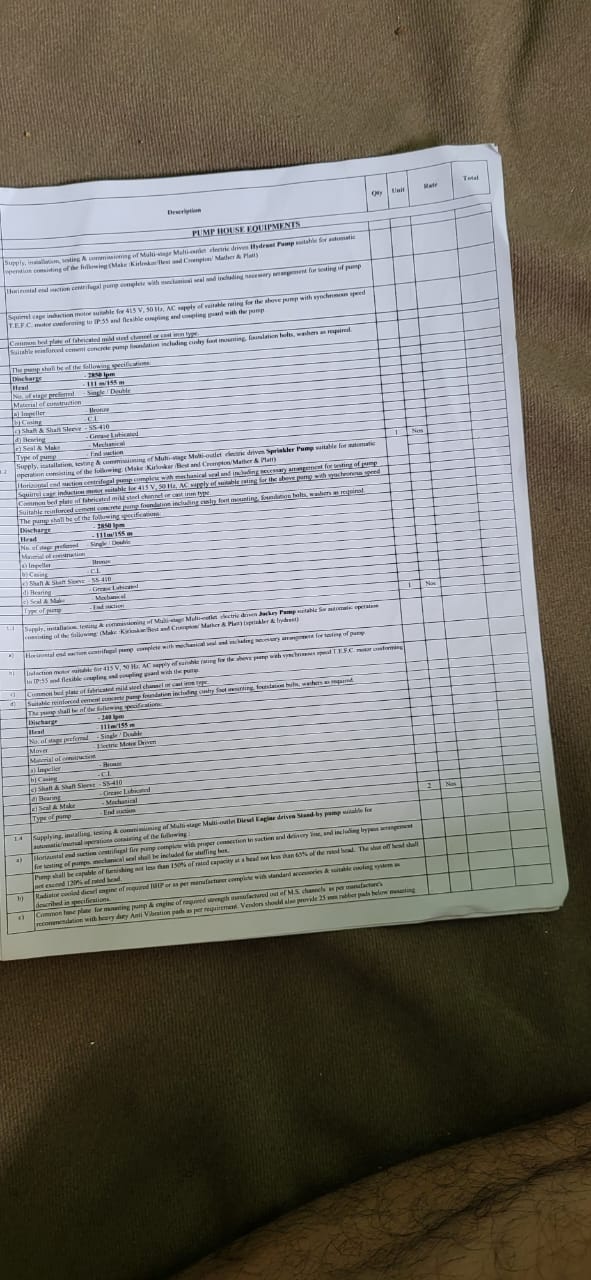 Description Qty Unit Rate Total
PUMP HOUSE EQUIPMENTS
Supply, installation, testing & commissioning of Multi-stage Multi-outlet electric driven Hydrant Pump suitable for automatic
operation consisting of the following (Make :Kirloskar/Best and Crompton/ Mather & Platt)
Horizontal end suction centrifugal pump complete with mechanical seal and including necessary arrangement for testing of pump
Squirrel cage induction motor suitable for 415 V, 50 Hz, AC supply of suitable rating for the above pump with synchronous speed
T.E.F.C. motor conforming to IP:55 and flexible coupling and coupling guard with the pump.
Common bed plate of fabricated mild steel channel or cast iron type.
Suitable reinforced cement concrete pump foundation including cushy foot mounting, foundation bolts, washers as required.
The pump shall be of the following specifications:
Discharge - 2850 lpm
Head - 111 m/155 m
No. of stage preferred - Single / Double
Material of construction
a) Impeller - Bronze
b) Casing - C.I.
c) Shaft & Shaft Sleeve - SS-410
d) Bearing - Grease Lubricated
e) Seal & Make - Mechanical
Type of pump - End suction 1 Nos
Supply, installation, testing & commissioning of Multi-stage Multi-outlet electric driven Sprinkler Pump suitable for automatic
operation consisting of the following. (Make :Kirloskar /Best and Crompton/Mather & Platt)
Horizontal end suction centrifugal pump complete with mechanical seal and including necessary arrangement for testing of pump
Squirrel cage induction motor suitable for 415 V, 50 Hz, AC supply of suitable rating for the above pump with synchronous speed
Common bed plate of fabricated mild steel channel or cast iron type
Suitable reinforced cement concrete pump foundation including cushy foot mounting, foundation bolts, washers as required.
The pump shall be of the following specifications:
Discharge - 2850 lpm
Head - 111m/155 m
No. of stage preferred - Single / Double
Material of construction
a) Impeller Bronze
b) Casing - C.I.
c) Shaft & Shaft Sleeve - SS-410
d) Bearing - Grease Lubricated
e) Seal & Make - Mechanical
Type of pump - End suction 1 Nos
Supply, installation, testing & commissioning of Multi-stage Multi-outlet electric driven Jockey Pump suitable for automatic operation
consisting of the following (Make :Kirloskar/Best and Crompton/ Mather & Platt) (sprinkler & hydrant)
a) Horizontal end suction centrifugal pump complete with mechanical seal and including necessary arrangement for testing of pump
b) Induction motor suitable for 415 V, 50 Hz, AC supply of suitable rating for the above pump with synchronous speed T.E.F.C. motor conforming
to IP:55 and flexible coupling and coupling guard with the pump.
c) Common bed plate of fabricated mild steel channel or cast iron type
d) Suitable reinforced cement concrete pump foundation including cushy foot mounting, foundation bolts, washers as required.
The pump shall be of the following specifications:
Discharge - 240 lpm
Head 111m/155 m
No. of stage preferred - Single / Double
Mover - Electric Motor Driven
Material of construction
a) Impeller - Bronze
b) Casing - C.I.
c) Shaft & Shaft Sleeve - SS-410
d) Bearing - Grease Lubricated
e) Seal & Make - Mechanical
Type of pump - End suction 2 Nos
1.4 Supplying, installing, testing & commissioning of Multi-stage Multi-outlet Diesel Engine driven Stand-by pump suitable for
automatic/manual operations consisting of the following :
a) Horizontal end suction centrifugal fire pump complete with proper connection to suction and delivery line, and including bypass arrangement
for testing of pumps, mechanical seal shall be included for stuffing box.
Pump shall be capable of furnishing not less than 150% of rated capacity at a head not less than 65% of the rated head. The shut off head shall
not exceed 120% of rated head.
b) Radiator cooled diesel engine of required BHP or as per manufacturer complete with standard accessories & suitable cooling system as
described in specifications.
c) Common base plate for mounting pump & engine of required strength manufactured out of M.S. channels as per manufacture's
recommendation with heavy duty Anti Vibration pads as per requirement. Vendors should also provide 25 mm rubber pads below mounting